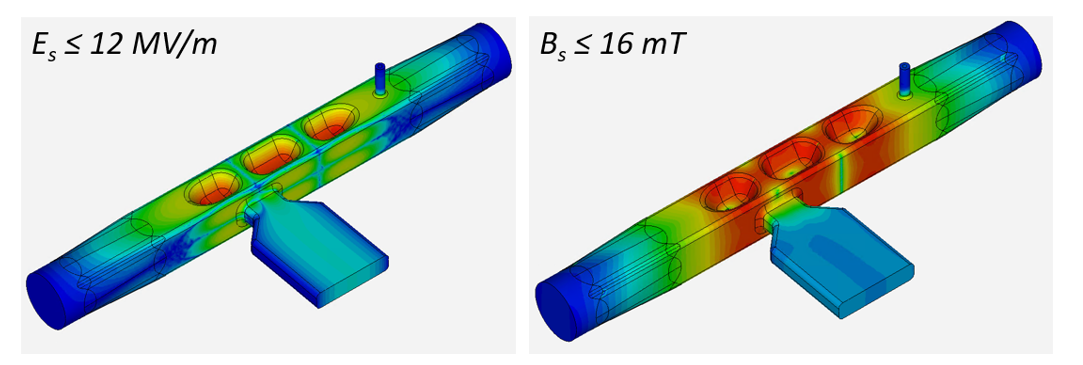 Es ≤ 12 MV/m
Bs ≤ 16 mT